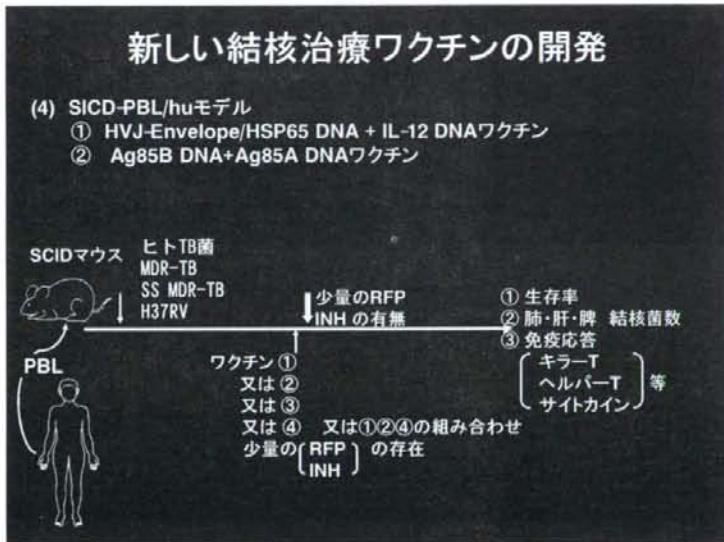 新しい結核治療ワクチンの開発
(4) SICD-PBL/huモデル
① HVJ-Envelope/HSP65 DNA + IL-12 DNAワクチン
② Ag85B DNA+Ag85A DNAワクチン
SCIDマウス
ヒトTB菌
MDR-TB
SS MDR-TB
H37RV
少量のRFP
INH の有無
① 生存率
② 肺・肝・脾 結核菌数
③ 免疫応答
キラーT
ヘルパーT 等
サイトカイン
PBL
ワクチン ①
又は ②
又は ③
又は ④ 又は①②④の組み合わせ
少量の RFP の存在
INH